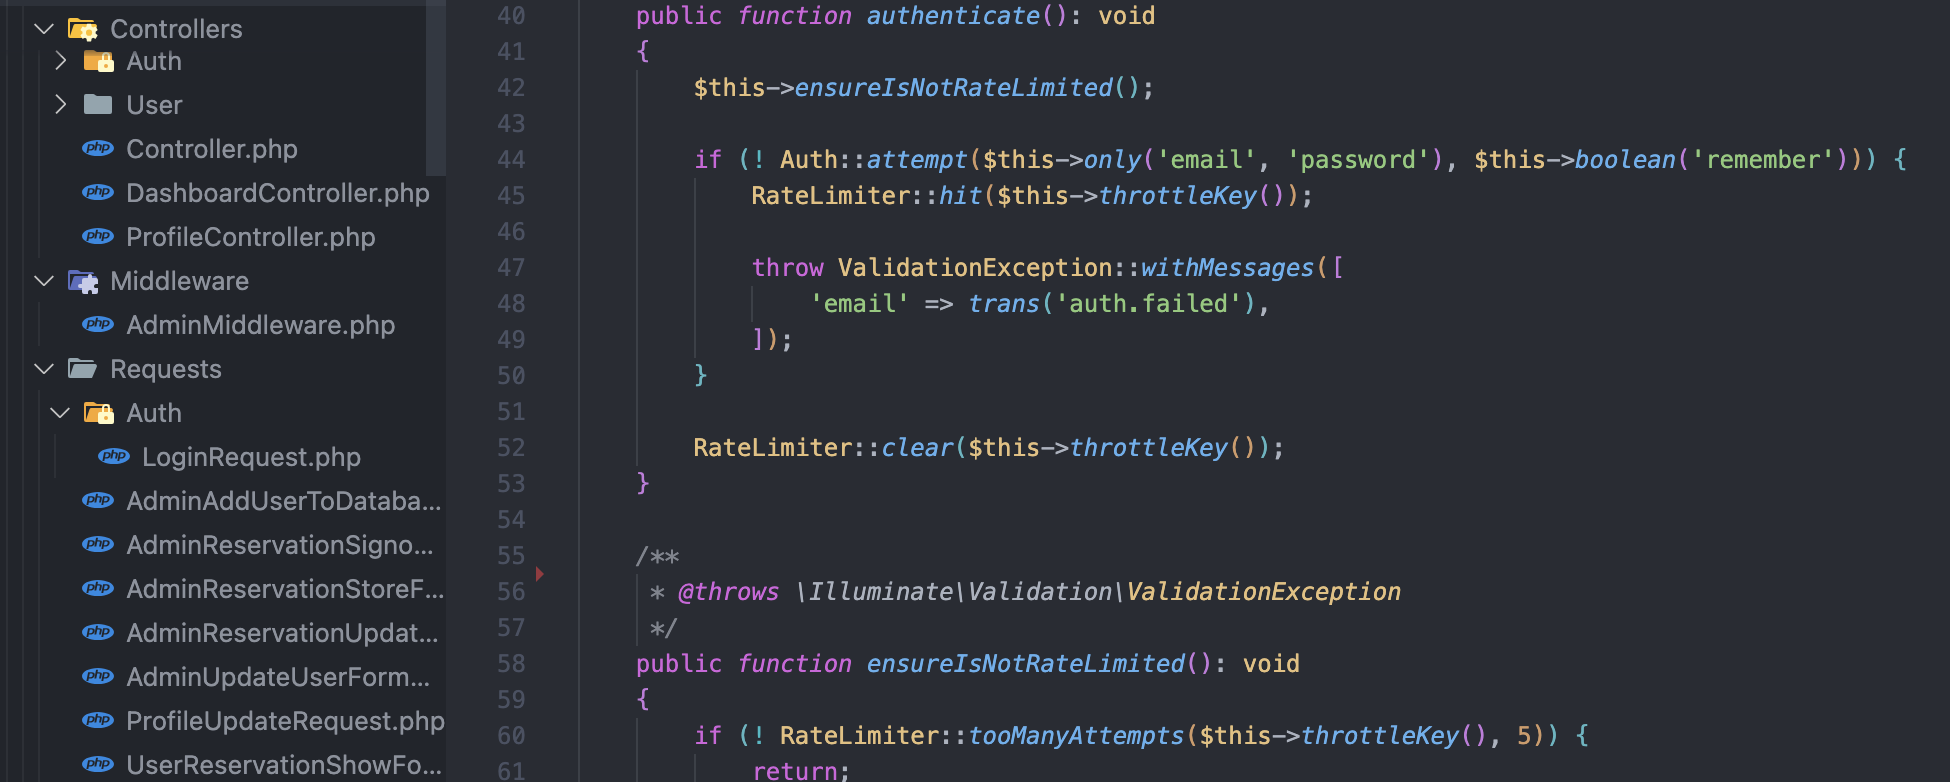 Controllers
Auth
User
php Controller.php
php DashboardController.php
php ProfileController.php
Middleware
php AdminMiddleware.php
Requests
Auth
php LoginRequest.php
php AdminAddUserToDataba...
php AdminReservationSigno...
php AdminReservationStoreF...
php AdminReservationUpdat...
php AdminUpdateUserForm...
php ProfileUpdateRequest.php
php UserReservationShowFo...
40 public function authenticate(): void
41 {
42 $this->ensureIsNotRateLimited();
43
44 if (! Auth::attempt($this->only('email', 'password'), $this->boolean('remember'))) {
45 RateLimiter::hit($this->throttleKey());
46
47 throw ValidationException::withMessages([
48 'email' => trans('auth.failed'),
49 ]);
50 }
51
52 RateLimiter::clear($this->throttleKey());
53 }
54
55 /**
56 * @throws \Illuminate\Validation\ValidationException
57 */
58 public function ensureIsNotRateLimited(): void
59 {
60 if (! RateLimiter::tooManyAttempts($this->throttleKey(), 5)) {
61 return;